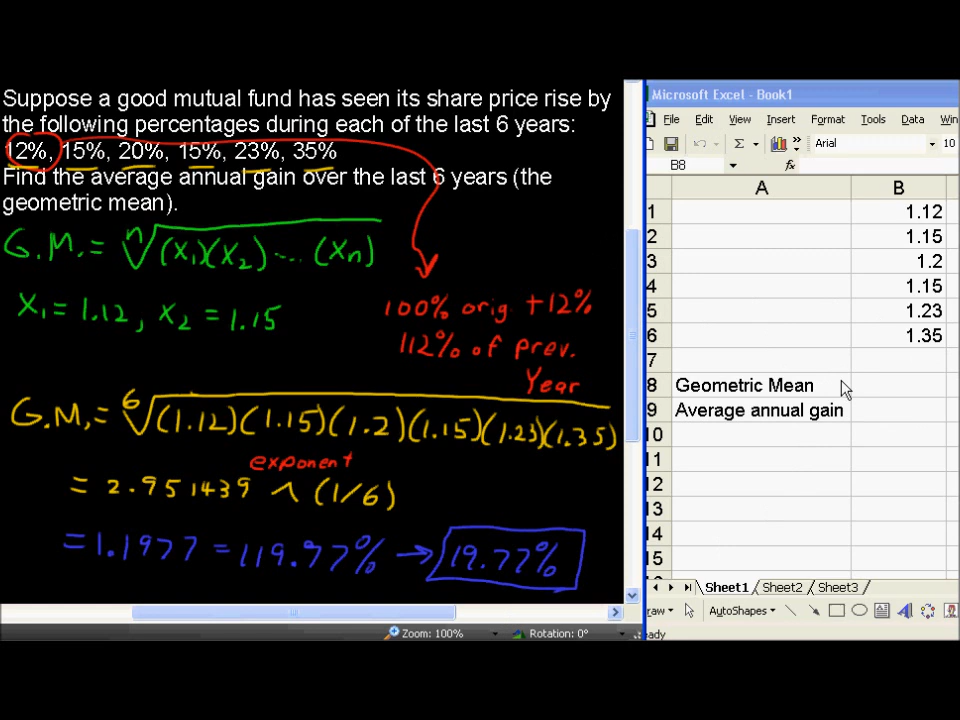 Suppose a good mutual fund has seen its share price rise by
the following percentages during each of the last 6 years:
12%, 15%, 20%, 15%, 23%, 35%
Find the average annual gain over the last 6 years (the
geometric mean).
G.M. = n√(x₁)(x₂)⋯(xn)
x₁ = 1.12, x₂ = 1.15
100% orig +12%
112% of prev.
Year
G.M. = 6√(1.12)(1.15)(1.2)(1.15)(1.23)(1.35)
exponent
= 2.951439 ^ (1/6)
= 1.1977 = 119.77% → 19.77%
Zoom: 100% Rotation: 0°
Microsoft Excel - Book1
File Edit View Insert Format Tools Data Win
Σ Arial 10
B8 fx
A B
1 1.12
2 1.15
3 1.2
4 1.15
5 1.23
6 1.35
7
8 Geometric Mean
9 Average annual gain
10
11
12
13
14
15
Sheet1 Sheet2 Sheet3
raw AutoShapes
eady